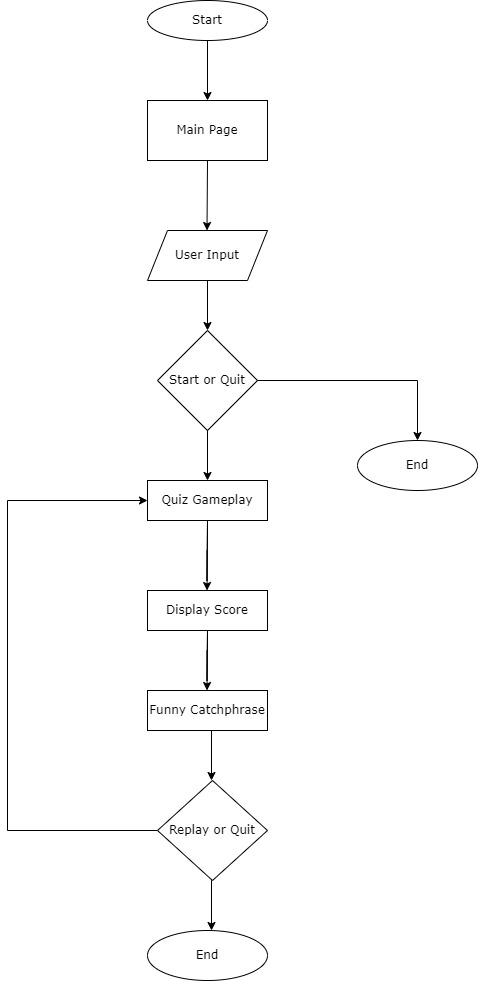 Start
Main Page
User Input
Start or Quit
End
Quiz Gameplay
Display Score
Funny Catchphrase
Replay or Quit
End